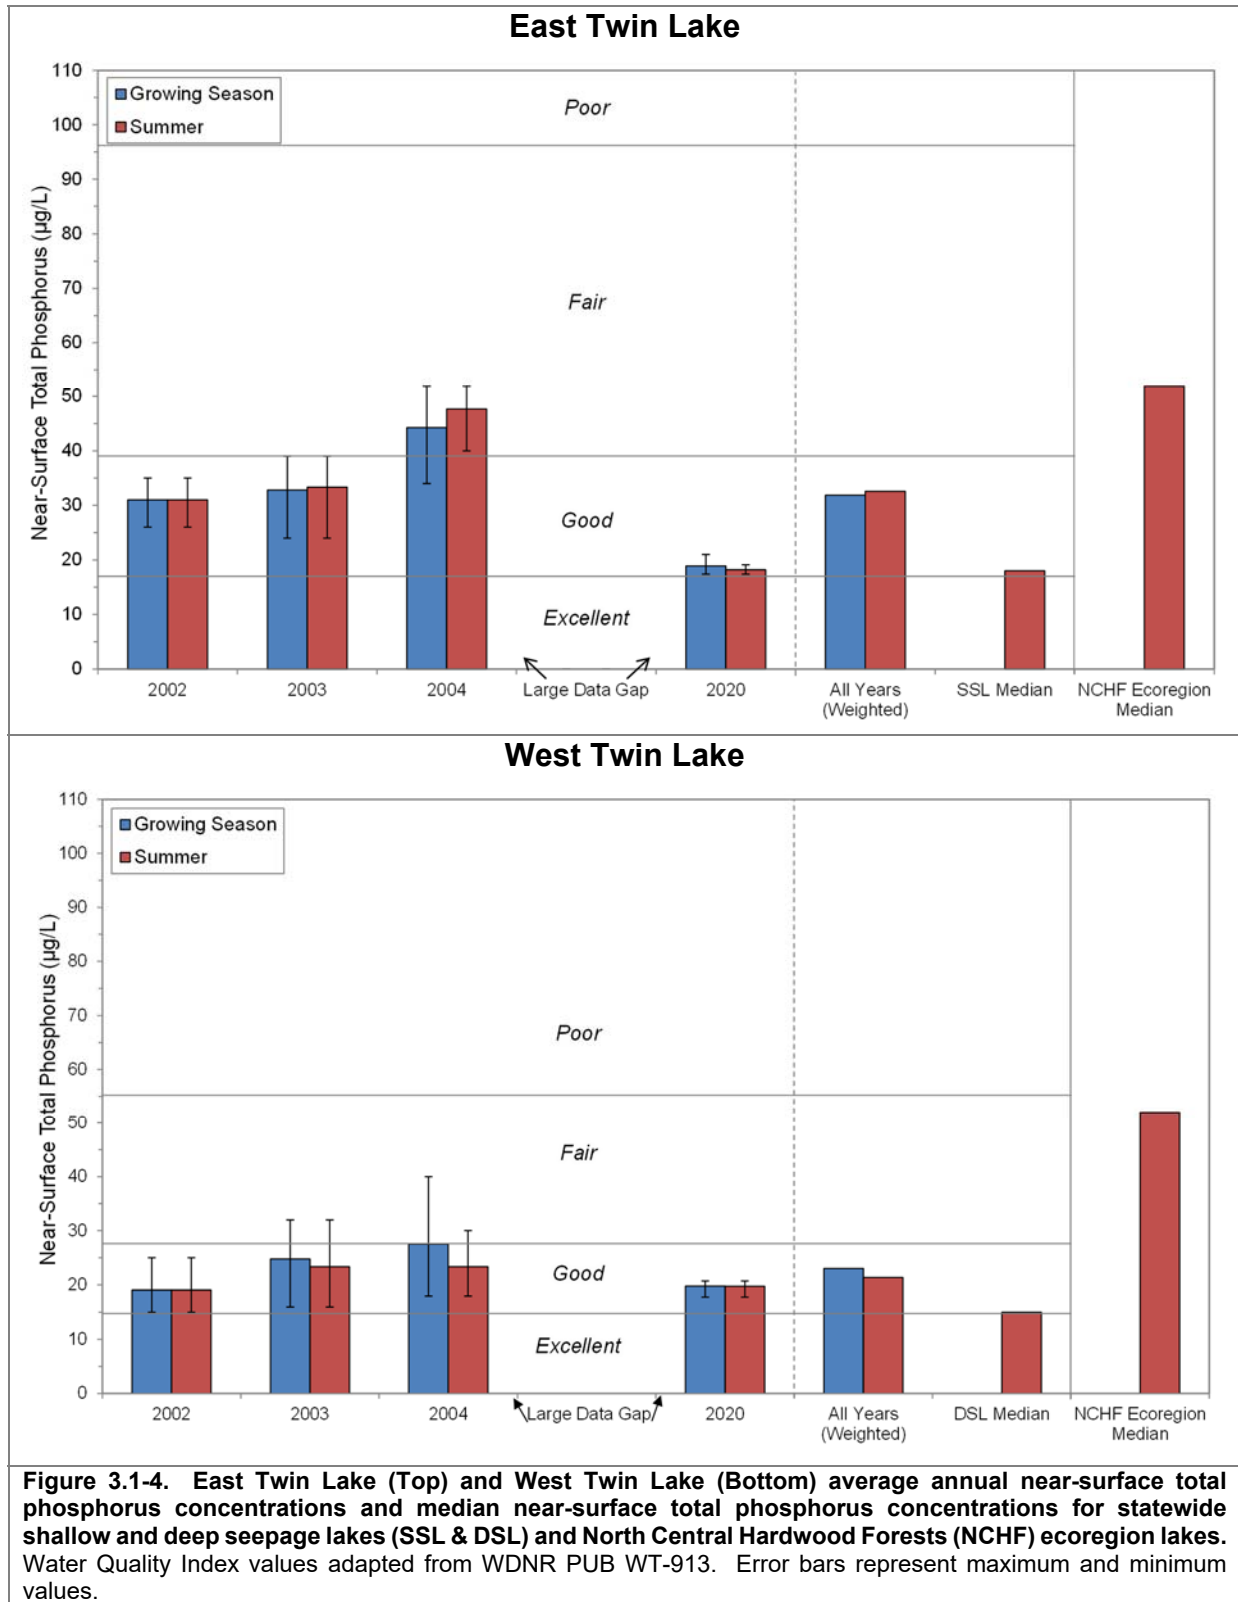 East Twin Lake
110
100
90
80
70
60
50
40
30
20
10
0
Near-Surface Total Phosphorus (µg/L)
Growing Season
Summer
Poor
Fair
Good
Excellent
2002 2003 2004 Large Data Gap 2020 All Years SSL Median NCHF Ecoregion
(Weighted) Median
West Twin Lake
110
100
90
80
70
60
50
40
30
20
10
0
Near-Surface Total Phosphorus (µg/L)
Growing Season
Summer
Poor
Fair
Good
Excellent
2002 2003 2004 Large Data Gap 2020 All Years DSL Median NCHF Ecoregion
(Weighted) Median
Figure 3.1-4. East Twin Lake (Top) and West Twin Lake (Bottom) average annual near-surface total
phosphorus concentrations and median near-surface total phosphorus concentrations for statewide
shallow and deep seepage lakes (SSL & DSL) and North Central Hardwood Forests (NCHF) ecoregion lakes.
Water Quality Index values adapted from WDNR PUB WT-913. Error bars represent maximum and minimum
values.